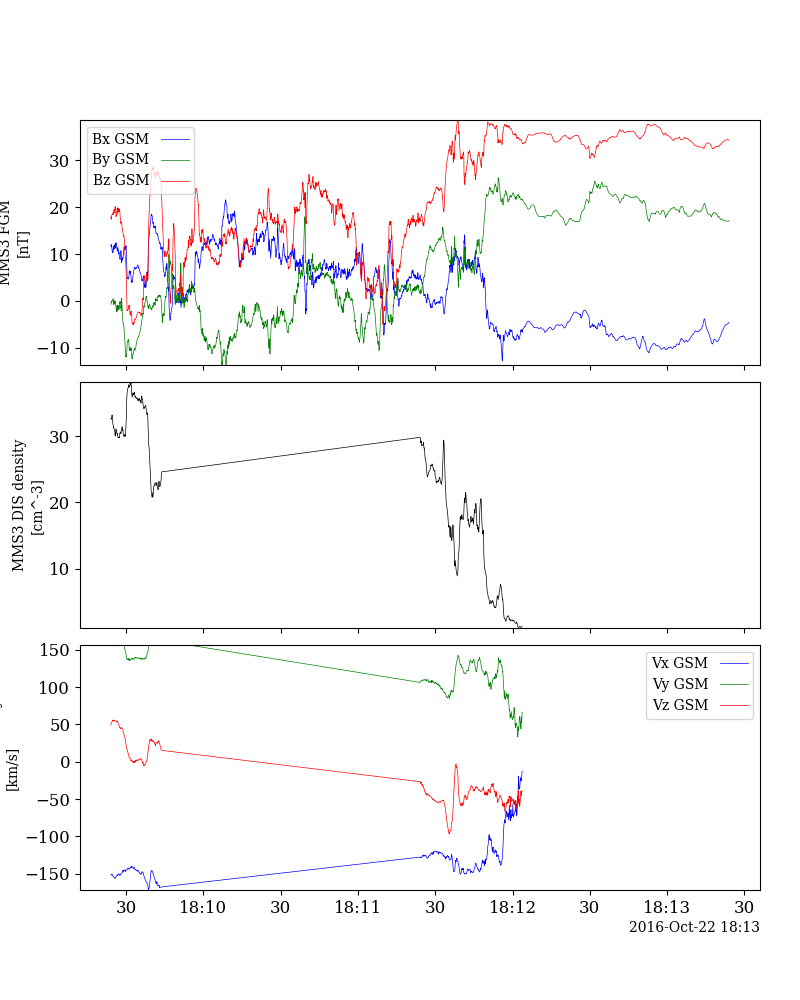 MMS3 FGM
[nT]
30
20
10
0
−10
Bx GSM
By GSM
Bz GSM
MMS3 DIS density
[cm^-3]
30
20
10
[km/s]
150
100
50
0
−50
−100
−150
Vx GSM
Vy GSM
Vz GSM
30 18:10 30 18:11 30 18:12 30 18:13 30
2016-Oct-22 18:13